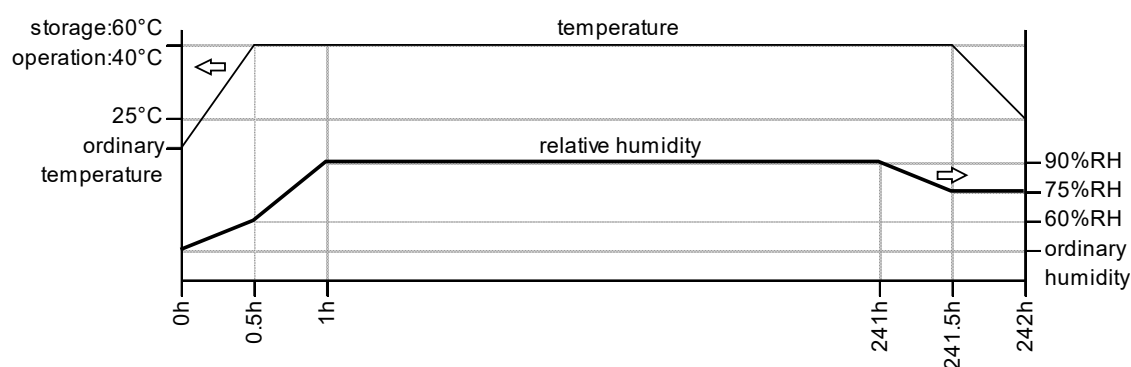 storage:60°C
temperature
operation:40°C
25°C
ordinary
temperature
relative humidity
90%RH
75%RH
60%RH
ordinary
humidity
0h
0.5h
1h
241h
241.5h
242h